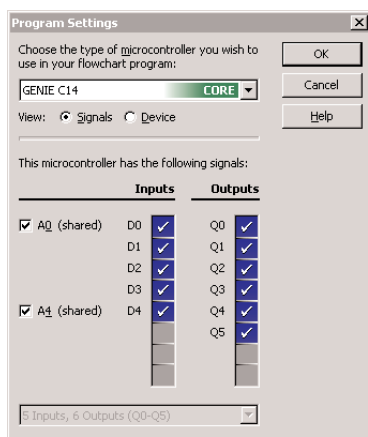 Program Settings
Choose the type of microcontroller you wish to
use in your flowchart program:
GENIE C14 CORE
View: Signals Device
OK
Cancel
Help
This microcontroller has the following signals:
Inputs Outputs
A0 (shared) D0 Q0
D1 Q1
D2 Q2
D3 Q3
A4 (shared) D4 Q4
Q5
5 Inputs, 6 Outputs (Q0-Q5)